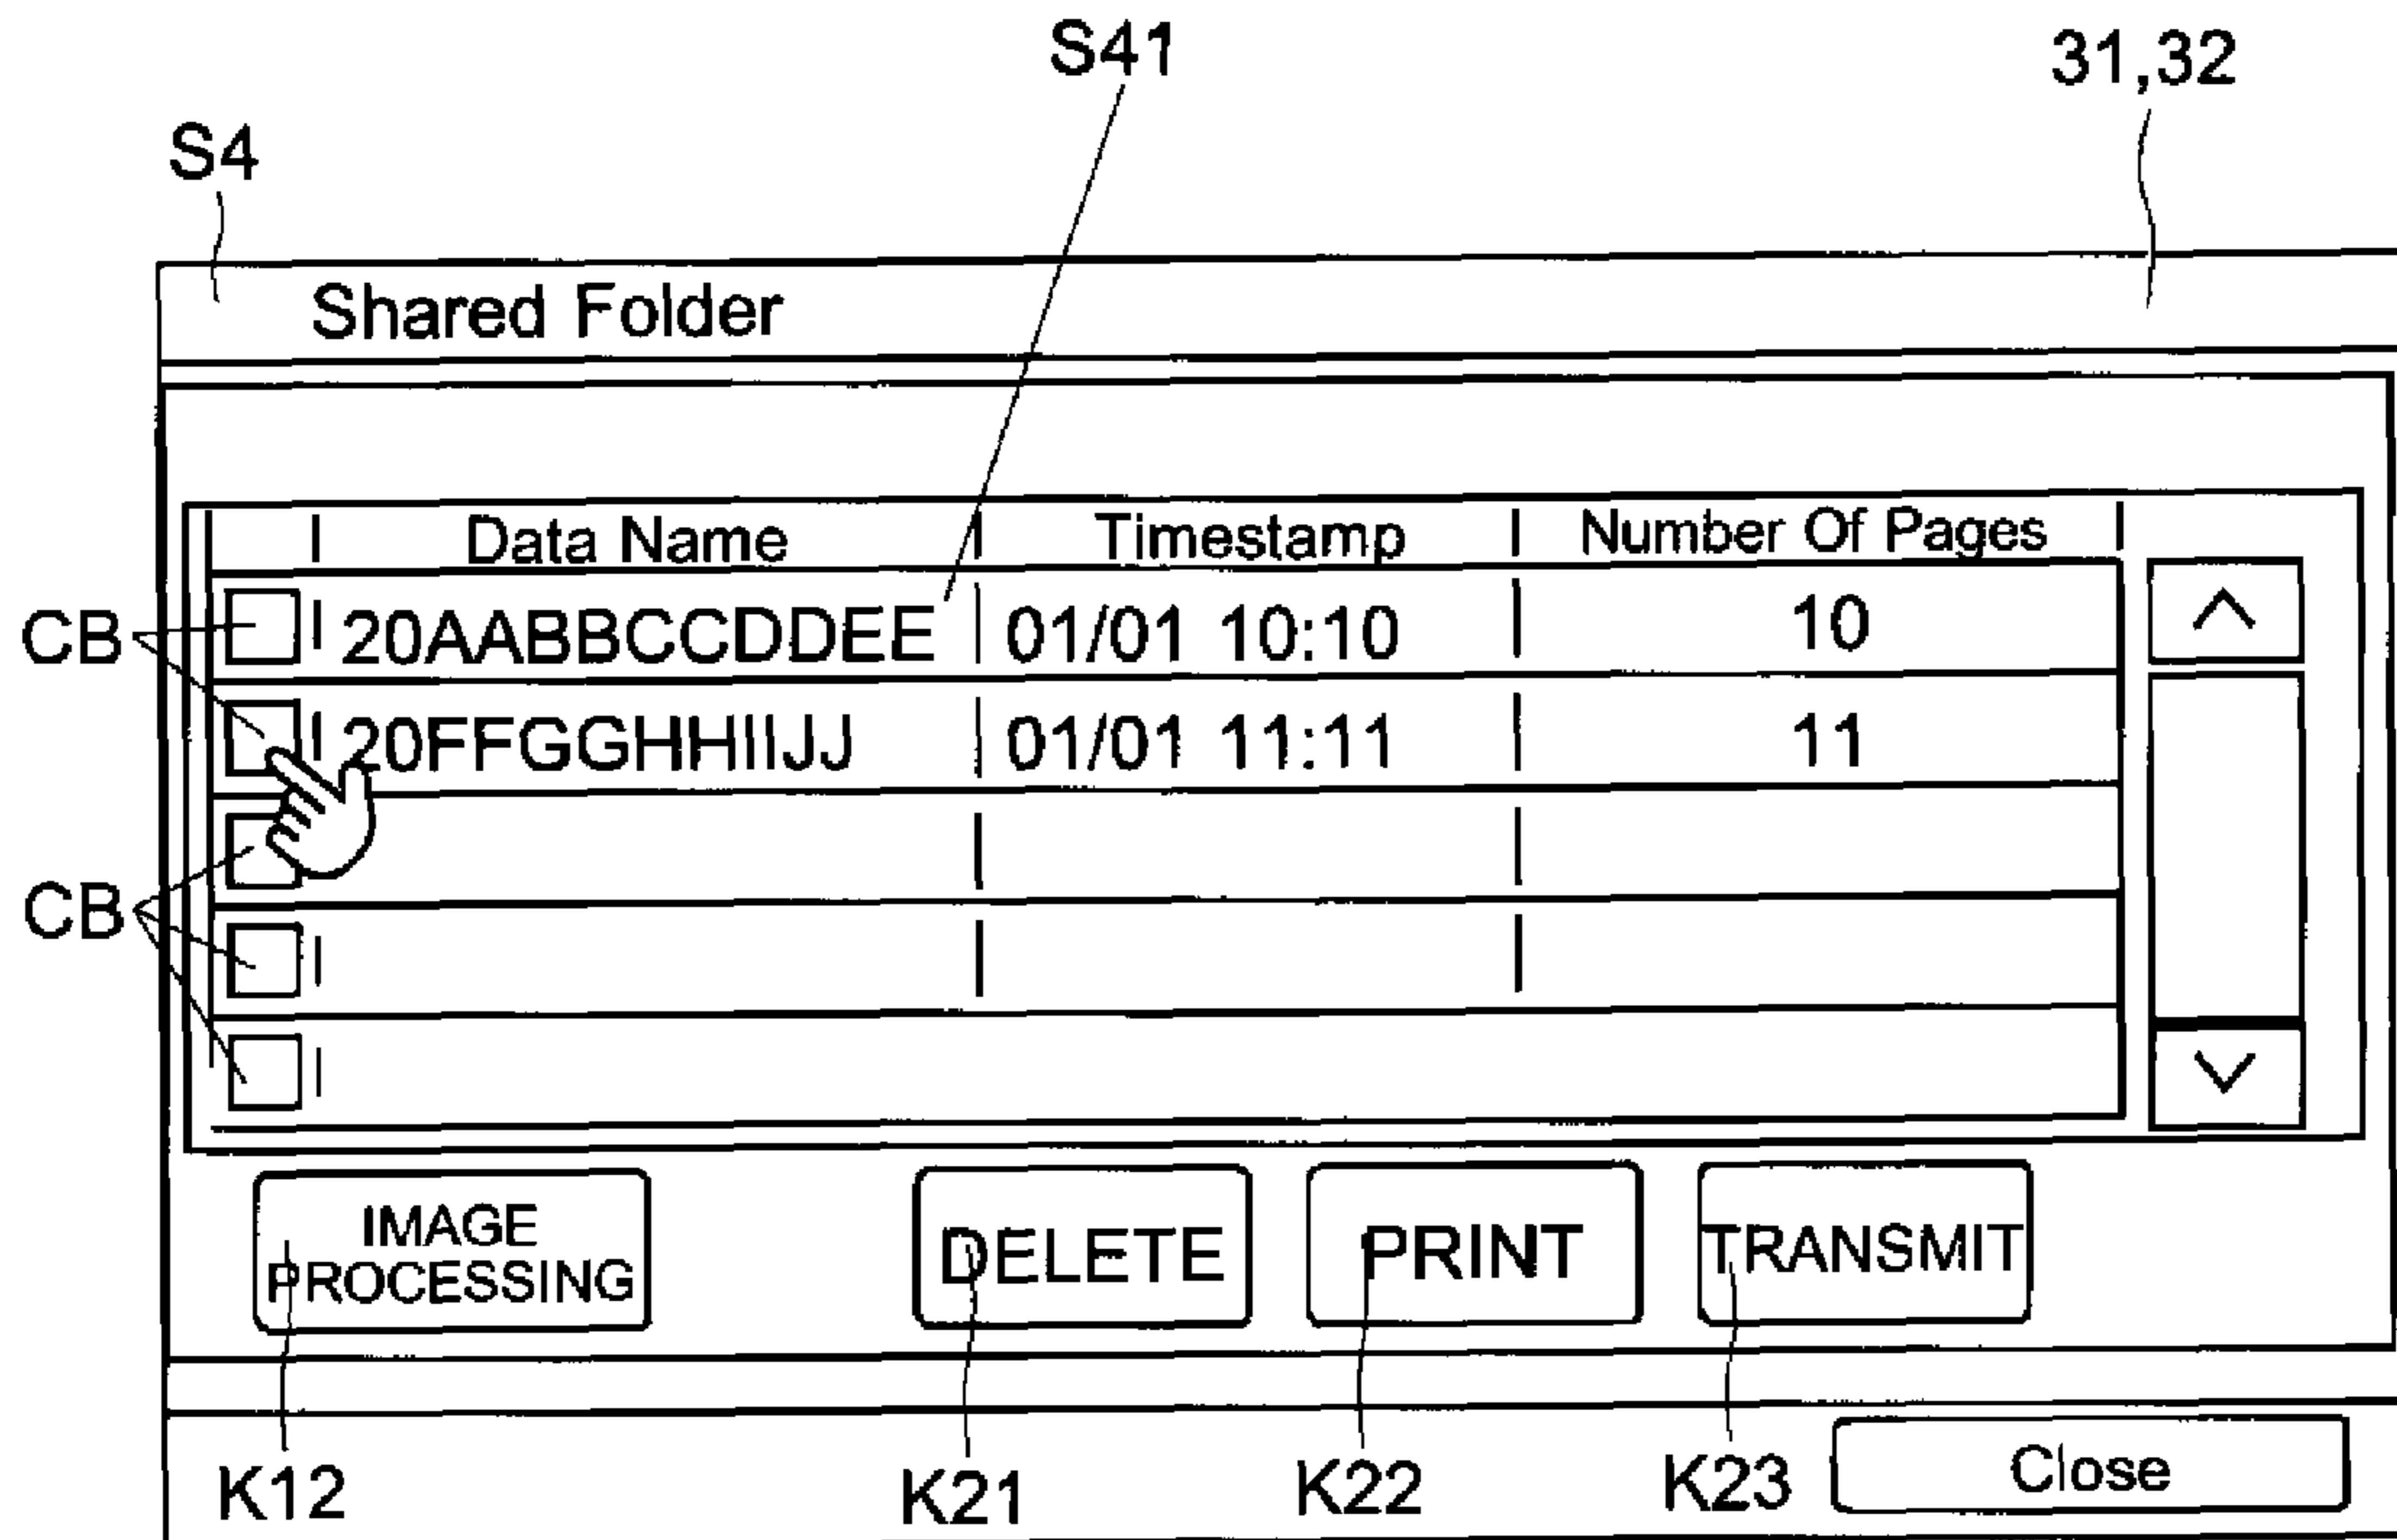 S41
31,32
S4
Shared Folder
Data Name Timestamp Number Of Pages
CB 20AABBCCDDEE 01/01 10:10 10
20FFGGHHIIJJ 01/01 11:11 11
CB
IMAGE PROCESSING DELETE PRINT TRANSMIT
K12 K21 K22 K23 Close